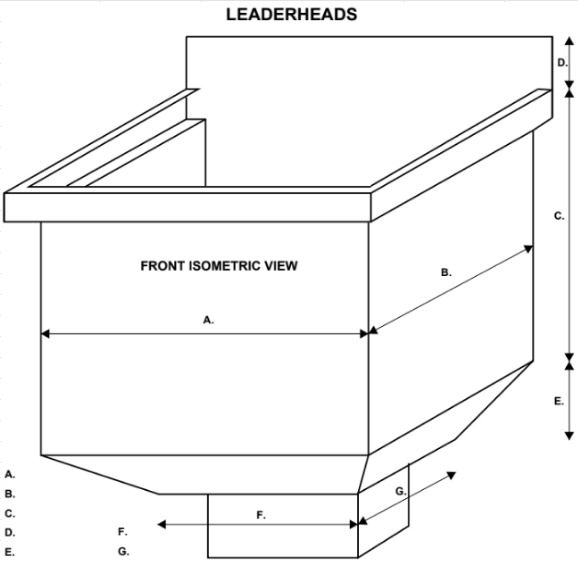 LEADERHEADS
D.
C.
FRONT ISOMETRIC VIEW
B.
A.
E.
A.
B.
G.
C.
F.
D. F.
E. G.